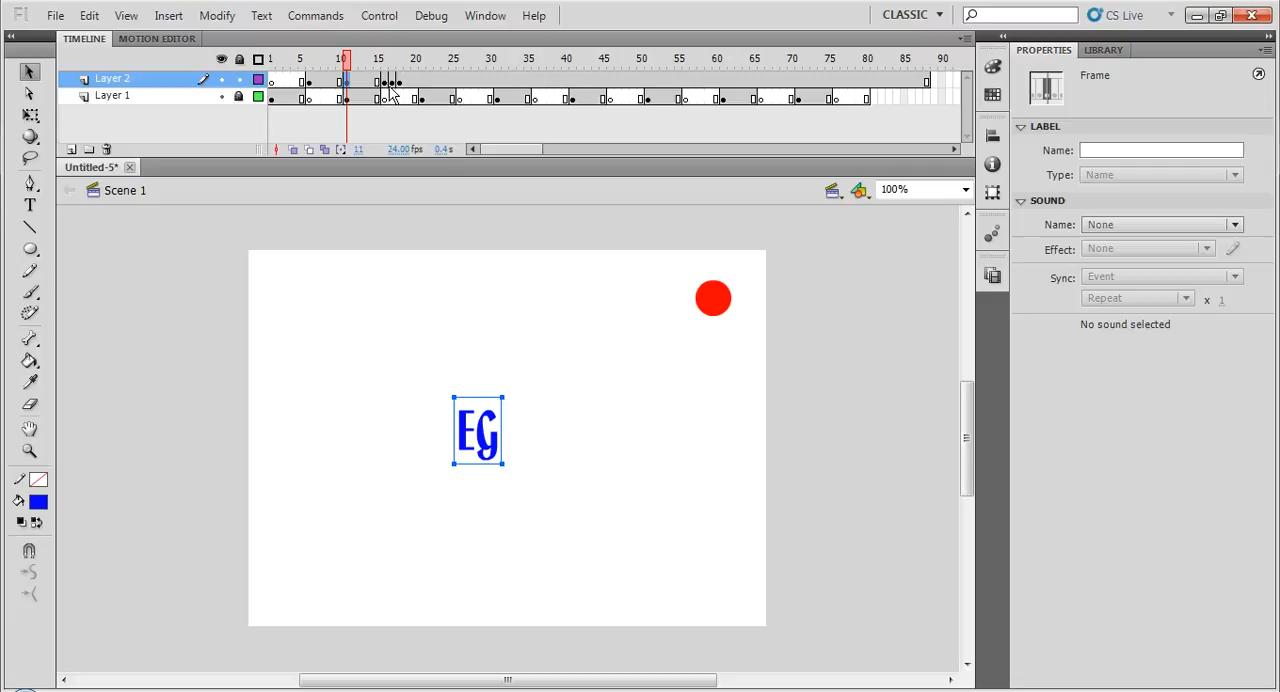 Fl File Edit View Insert Modify Text Commands Control Debug Window Help CLASSIC CS Live
TIMELINE MOTION EDITOR
1 5 10 15 20 25 30 35 40 45 50 55 60 65 70 75 80 85 90
Layer 2
Layer 1
11 24.00fps 0.4s
Untitled-5*
Scene 1
100%
EG
PROPERTIES LIBRARY
Frame
LABEL
Name:
Type: Name
SOUND
Name: None
Effect: None
Sync: Event
Repeat x 1
No sound selected
T